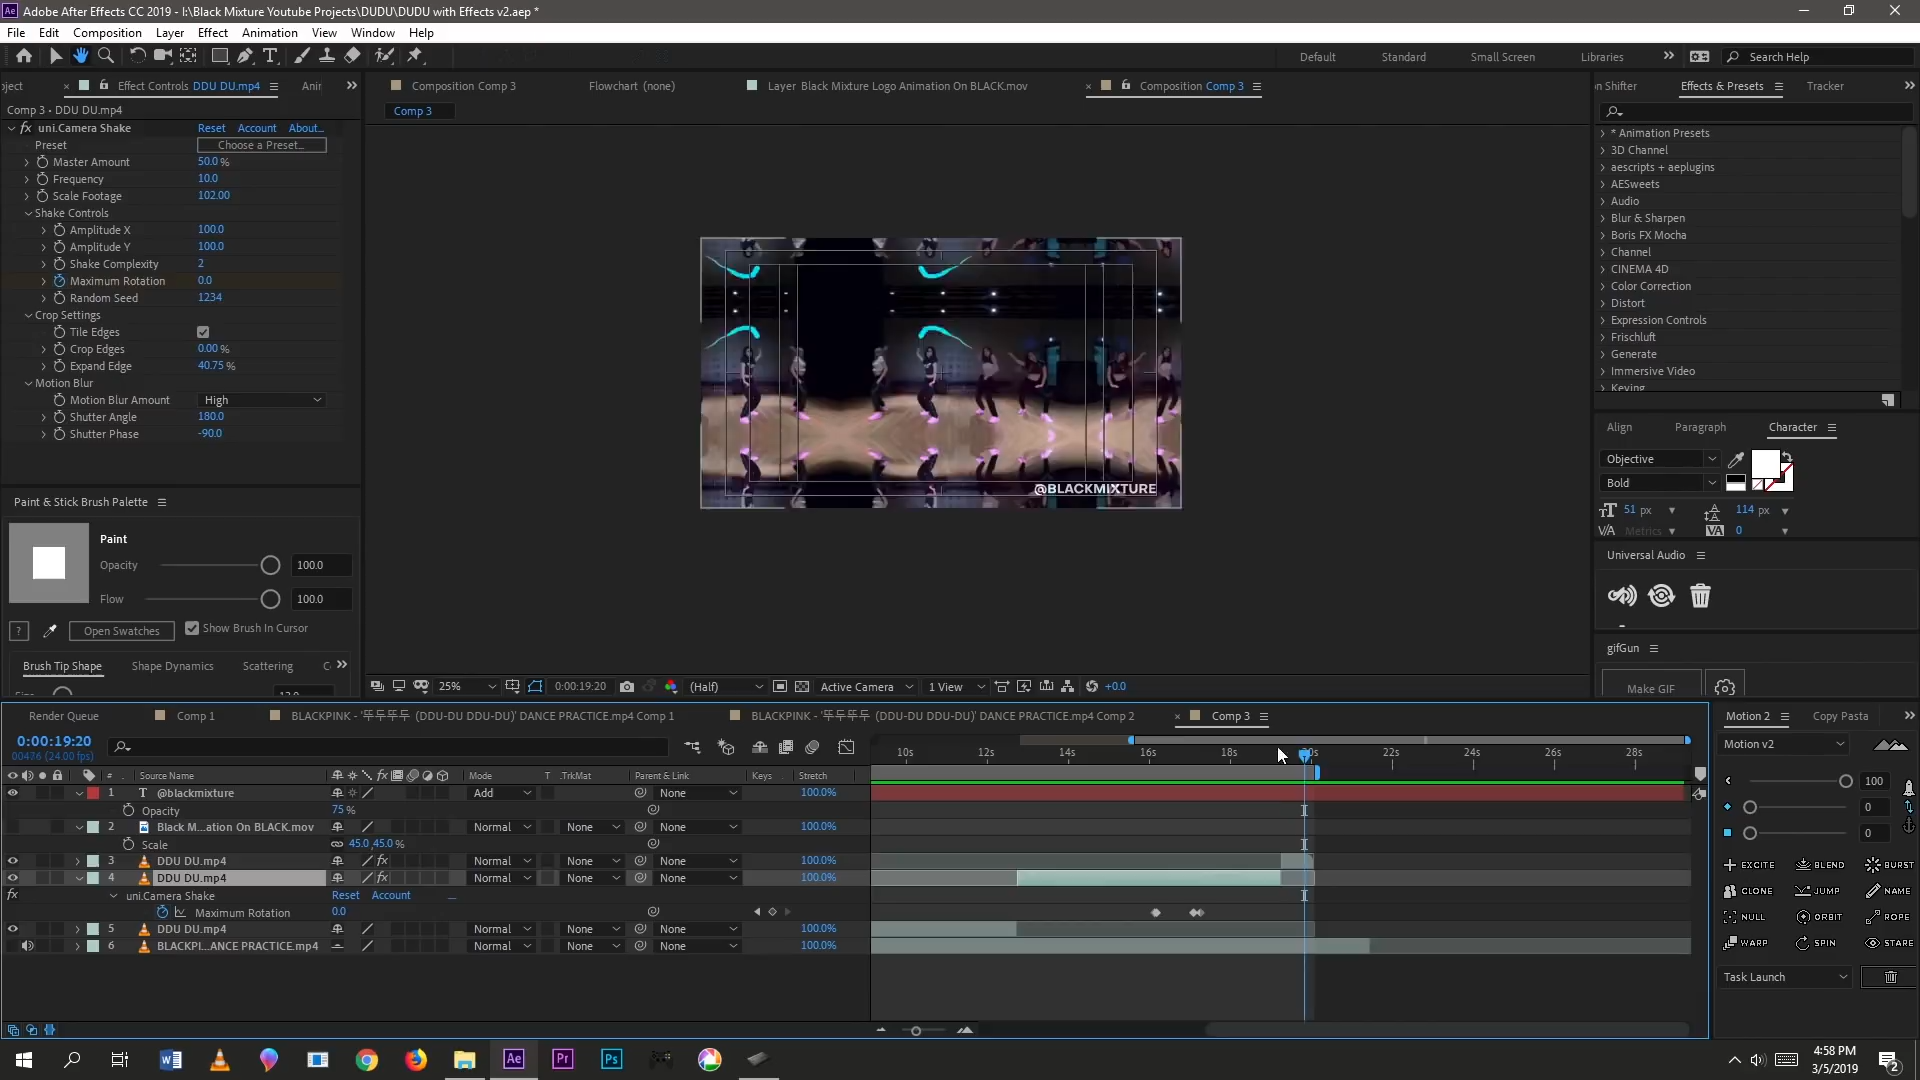 Adobe After Effects CC 2019 - I:\Black Mixture Youtube Projects\DUDU\DUDU with Effects v2.aep *
File Edit Composition Layer Effect Animation View Window Help
Default Standard Small Screen Libraries Search Help
oject Effect Controls DDU DU.mp4 Anir
Composition Comp 3 Flowchart (none) Layer Black Mixture Logo Animation On BLACK.mov Composition Comp 3
on Shifter Effects & Presets Tracker
Comp 3 • DDU DU.mp4
Comp 3
fx uni.Camera Shake Reset Account About...
Preset Choose a Preset...
Master Amount 50.0 %
Frequency 10.0
Scale Footage 102.00
Shake Controls
Amplitude X 100.0
Amplitude Y 100.0
Shake Complexity 2
Maximum Rotation 0.0
Random Seed 1234
Crop Settings
Tile Edges
Crop Edges 0.00 %
Expand Edge 40.75 %
Motion Blur
Motion Blur Amount High
Shutter Angle 180.0
Shutter Phase -90.0
@BLACKMIXTURE
* Animation Presets
3D Channel
aescripts + aeplugins
AESweets
Audio
Blur & Sharpen
Boris FX Mocha
Channel
CINEMA 4D
Color Correction
Distort
Expression Controls
Frischluft
Generate
Immersive Video
Keying
Align Paragraph Character
Objective
Bold
51 px 114 px
Metrics 0
Universal Audio
gifGun
Make GIF
Paint & Stick Brush Palette
Paint
Opacity 100.0
Flow 100.0
? Open Swatches Show Brush In Cursor
Brush Tip Shape Shape Dynamics Scattering C
25% 0:00:19:20 (Half) Active Camera 1 View +0.0
Render Queue Comp 1 BLACKPINK - '뚜두뚜두 (DDU-DU DDU-DU)' DANCE PRACTICE.mp4 Comp 1 BLACKPINK - '뚜두뚜두 (DDU-DU DDU-DU)' DANCE PRACTICE.mp4 Comp 2 Comp 3
0:00:19:20
00476 (24.00 fps)
10s 12s 14s 16s 18s 20s 22s 24s 26s 28s
# Source Name Mode T .TrkMat Parent & Link Keys Stretch
1 T @blackmixture Add None 100.0%
Opacity 75 %
2 Black M...ation On BLACK.mov Normal None None 100.0%
Scale 45.0,45.0 %
3 DDU DU.mp4 fx Normal None None 100.0%
4 DDU DU.mp4 fx Normal None None 100.0%
fx uni.Camera Shake Reset Account
Maximum Rotation 0.0
5 DDU DU.mp4 Normal None None 100.0%
6 BLACKPI...ANCE PRACTICE.mp4 Normal None None 100.0%
Motion 2 Copy Pasta
Motion v2
100
0
0
EXCITE BLEND BURST
CLONE JUMP NAME
NULL ORBIT ROPE
WARP SPIN STARE
Task Launch
Ae Pr Ps
4:58 PM
3/5/2019
2